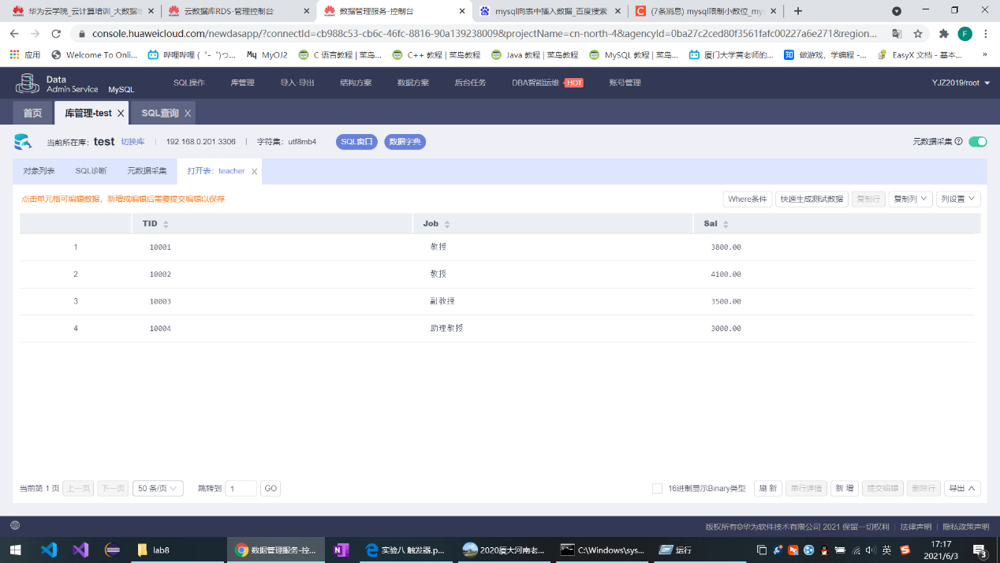 华为云学院_云计算培训_大数据 云数据库RDS-管理控制台 数据管理服务-控制台 mysql向表中插入数据_百度搜索 (7条消息) mysql限制小数位_my
console.huaweicloud.com/newdasapp/?connectId=cb988c53-cb6c-46fc-8816-90a139238009&projectName=cn-north-4&agencyId=0ba27c2ced80f3561fafc00227a6e271&region... F
应用 Welcome To Onli... 哔哩哔哩 (゜-゜)つ... MyOJ2 C 语言教程 | 菜鸟... C++ 教程 | 菜鸟教程 Java 教程 | 菜鸟教程 MySQL 教程 | 菜鸟... 厦门大学黄老师的... 做游戏，学编程 -... EasyX 文档 - 基本... »
Data
Admin Service MySQL SQL操作 库管理 导入·导出 结构方案 数据方案 后台任务 DBA智能运维 HOT 账号管理 YJZ2019/root
首页 库管理-test SQL查询
当前所在库： test 切换库 | 192.168.0.201:3306 | 字符集：utf8mb4 SQL窗口 数据字典 元数据采集
对象列表 SQL诊断 元数据采集 打开表：teacher
点击单元格可编辑数据，新增或编辑后需要提交编辑以保存 Where条件 快速生成测试数据 复制行 复制列 列设置
TID Job Sal
1 10001 教授 3800.00
2 10002 教授 4100.00
3 10003 副教授 3500.00
4 10004 助理教授 3000.00
当前第 1 页 上一页 下一页 50 条/页 跳转到 1 GO 16进制显示Binary类型 刷 新 单行详情 新 增 提交编辑 删除行 导出
版权所有©华为软件技术有限公司 2021 保留一切权利 | 法律声明 | 隐私政策声明
lab8 数据管理服务-控... 实验八 触发器.p... 2020厦大河南老... C:\Windows\sys... 运行 英 17:17
2021/6/3 3